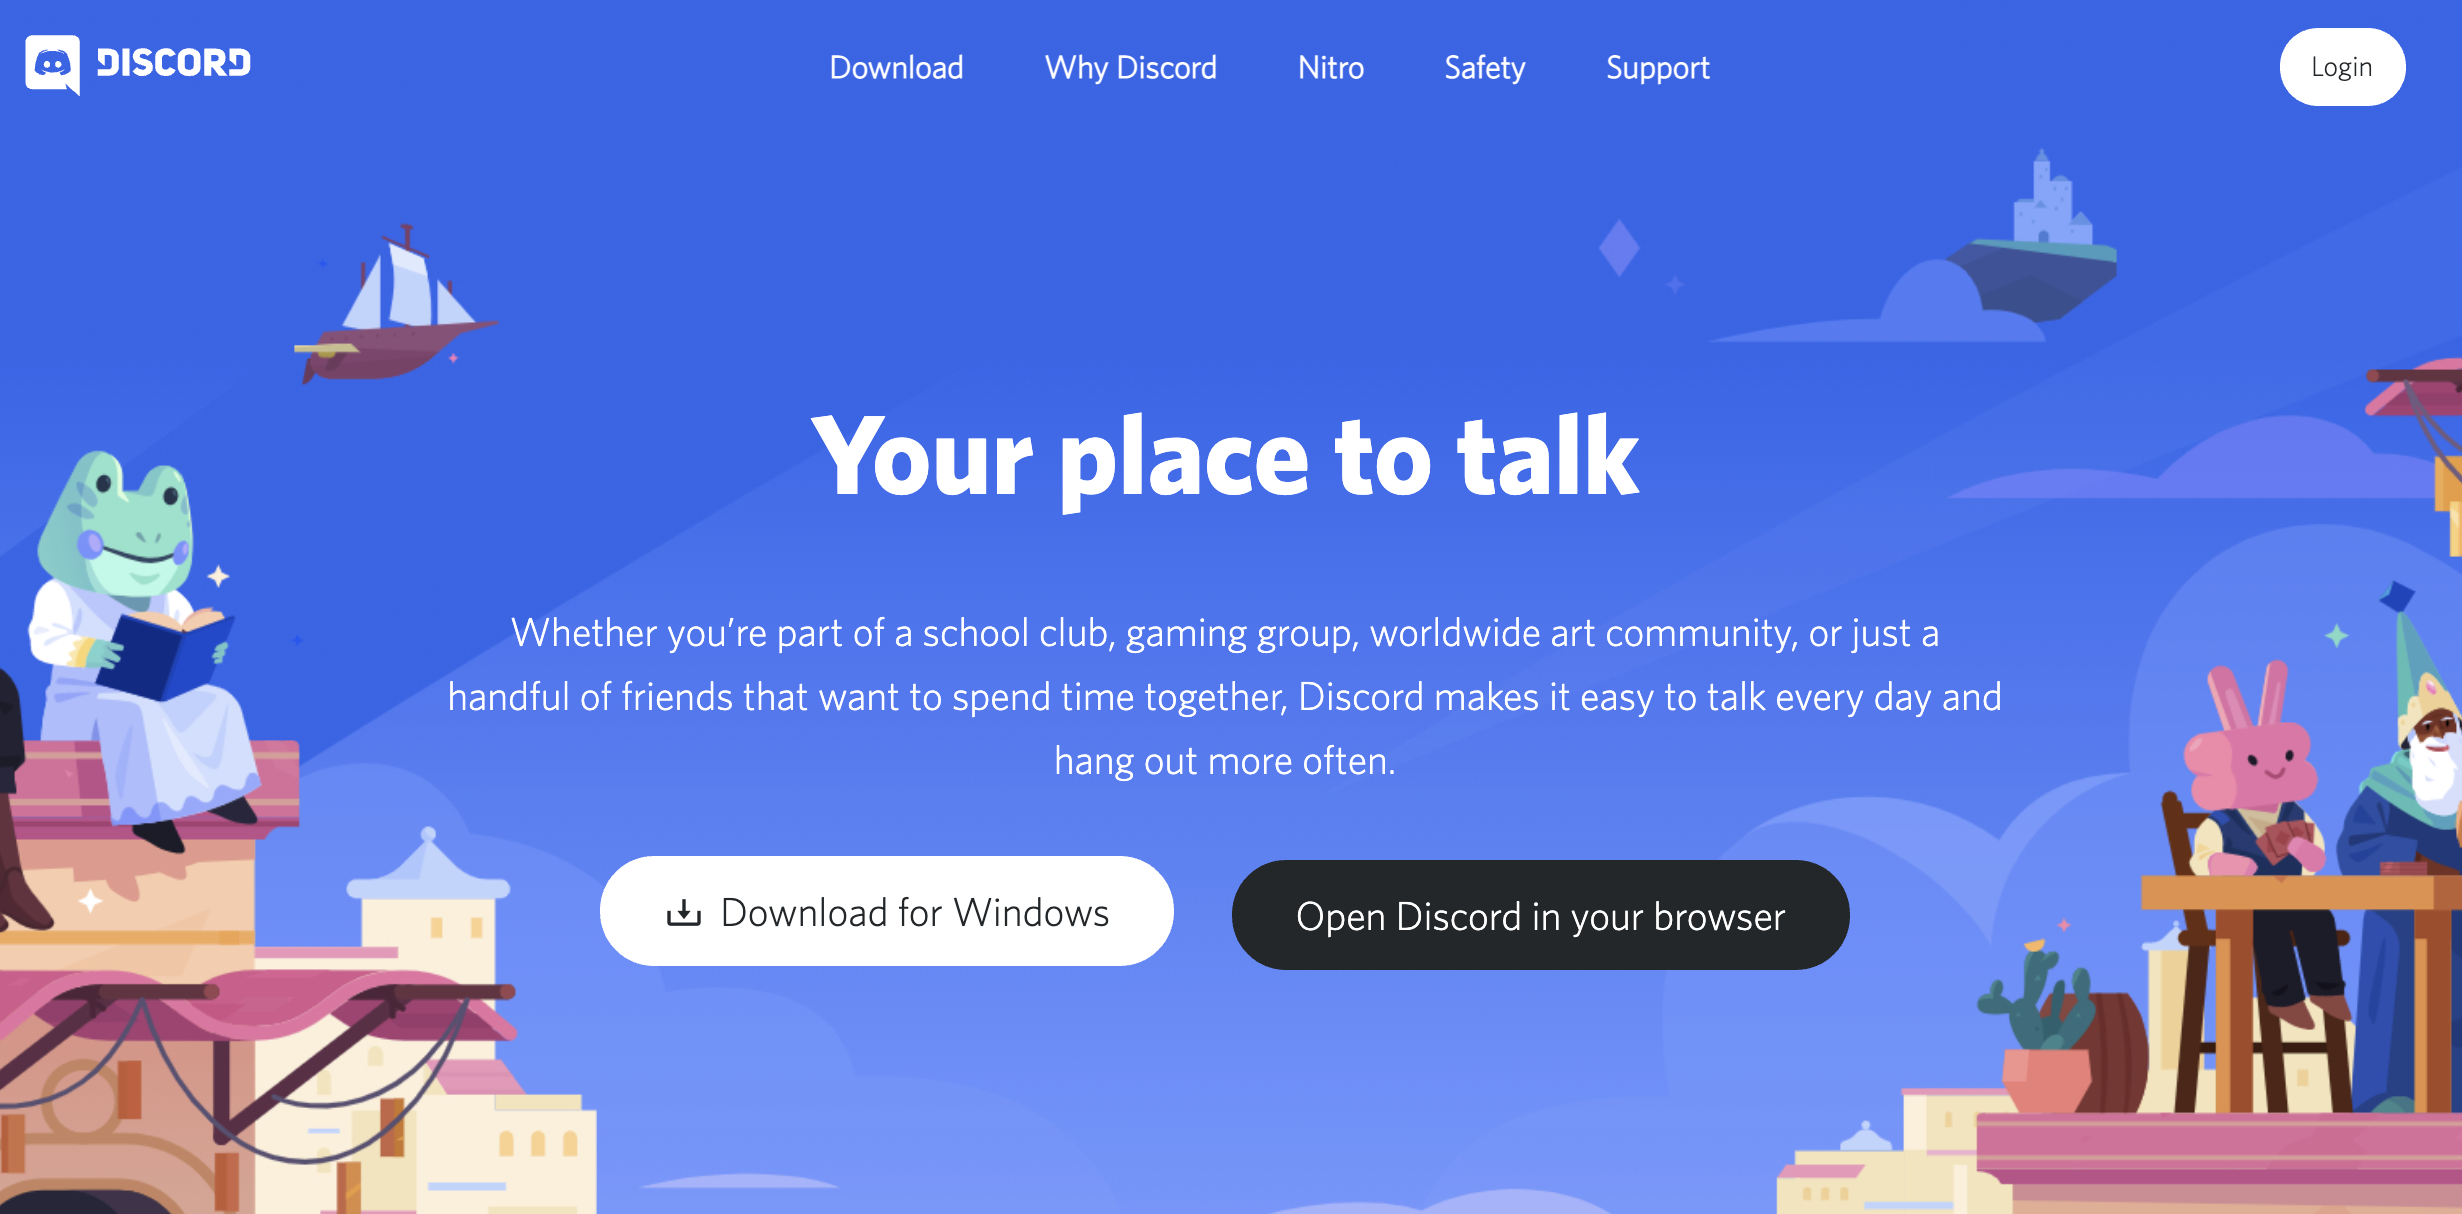 DISCORD
Download
Why Discord
Nitro
Safety
Support
Login
Your place to talk
Whether you’re part of a school club, gaming group, worldwide art community, or just a
handful of friends that want to spend time together, Discord makes it easy to talk every day and
hang out more often.
Download for Windows
Open Discord in your browser